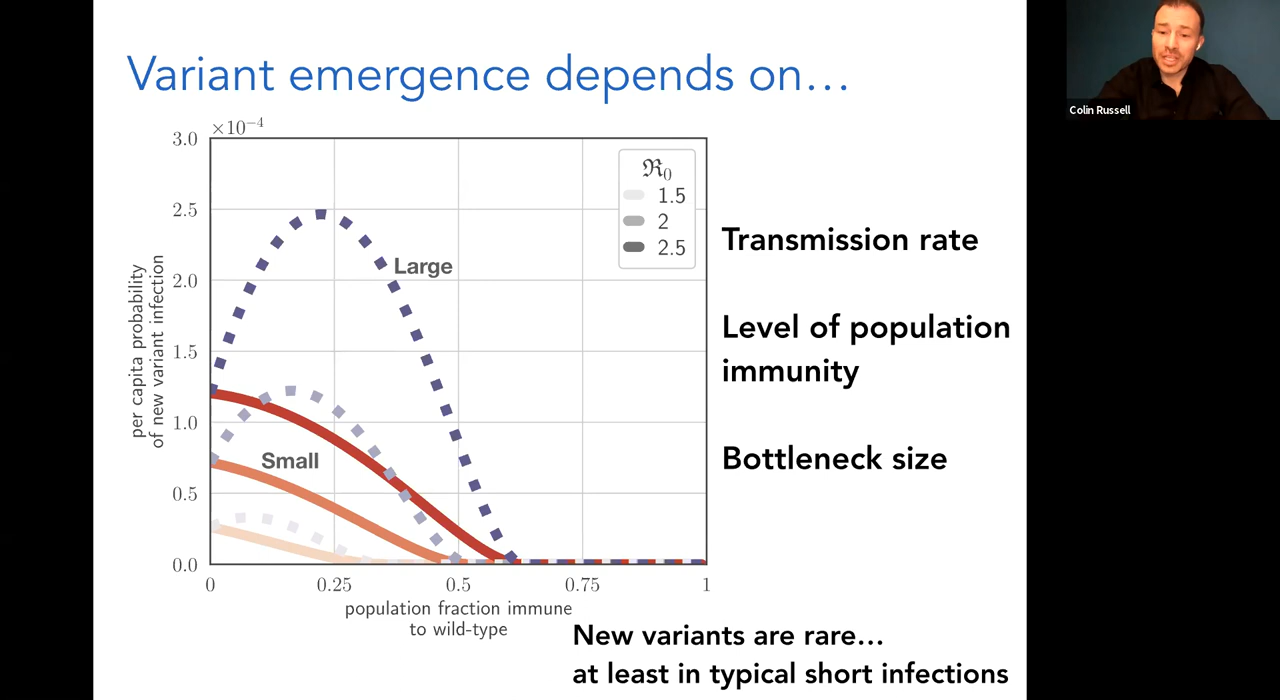 Variant emergence depends on…
Colin Russell
×10⁻⁴
3.0
2.5
2.0
1.5
1.0
0.5
0.0
per capita probability
of new variant infection
ℜ₀
1.5
2
2.5
Large
Small
0
0.25
0.5
0.75
1
population fraction immune
to wild-type
Transmission rate
Level of population
immunity
Bottleneck size
New variants are rare…
at least in typical short infections